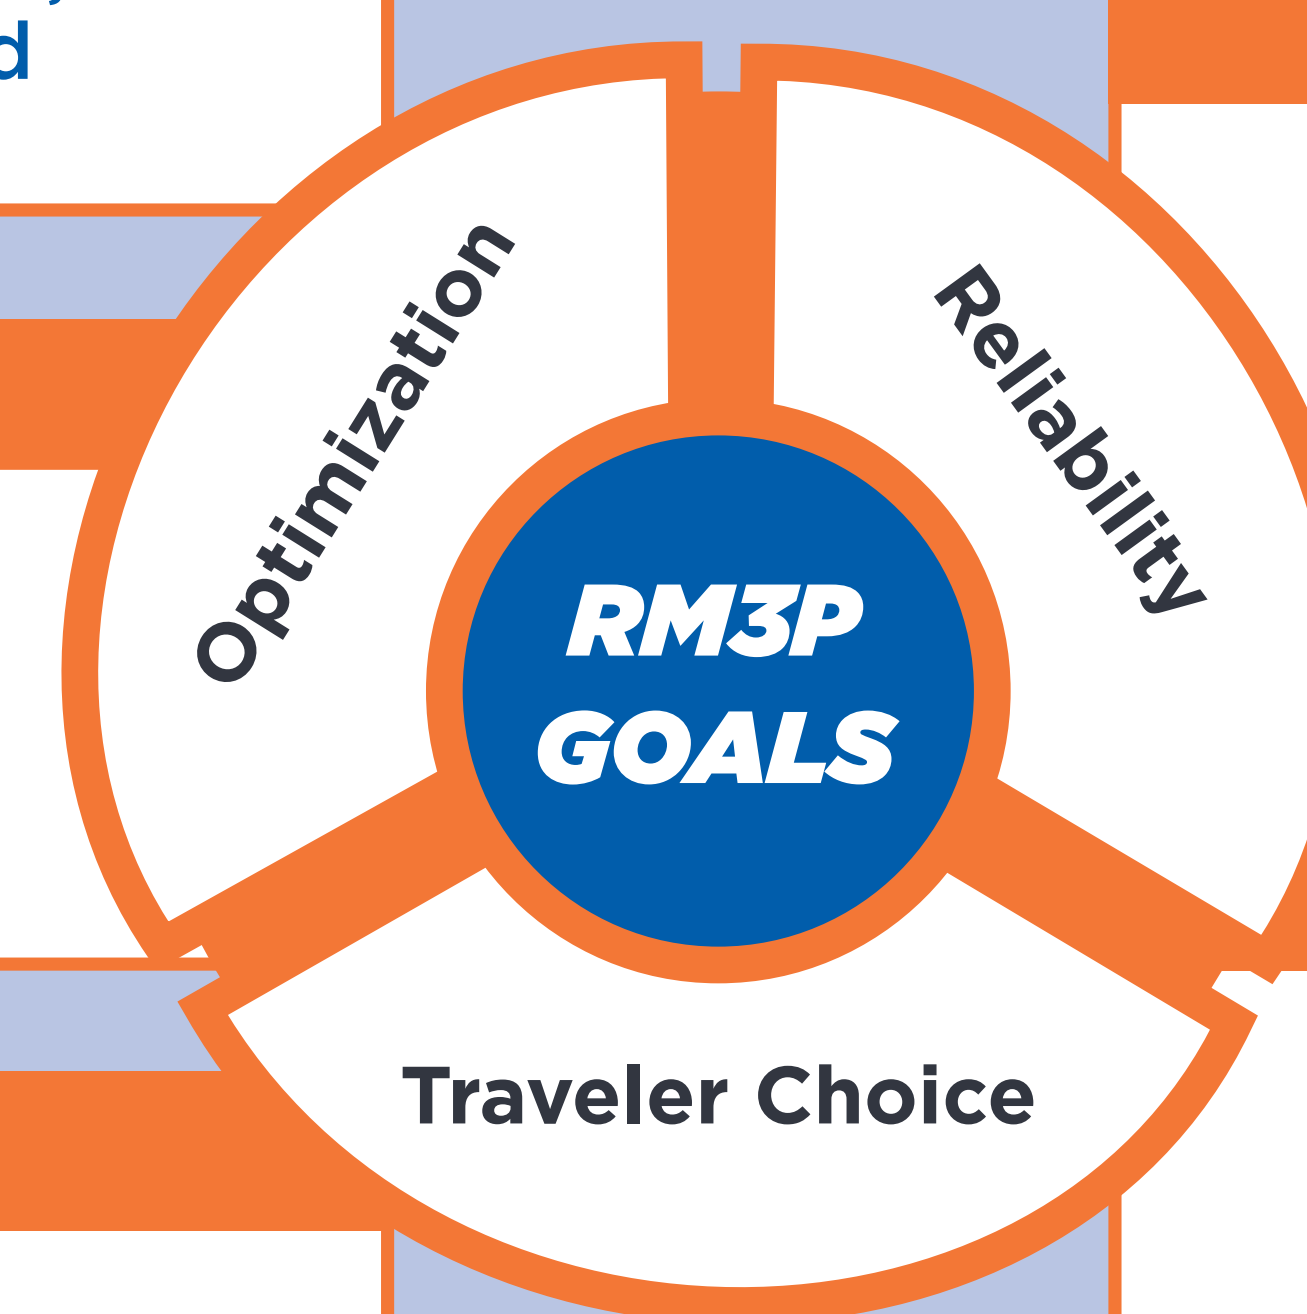 d
Optimization
Reliability
RM3P
GOALS
Traveler Choice